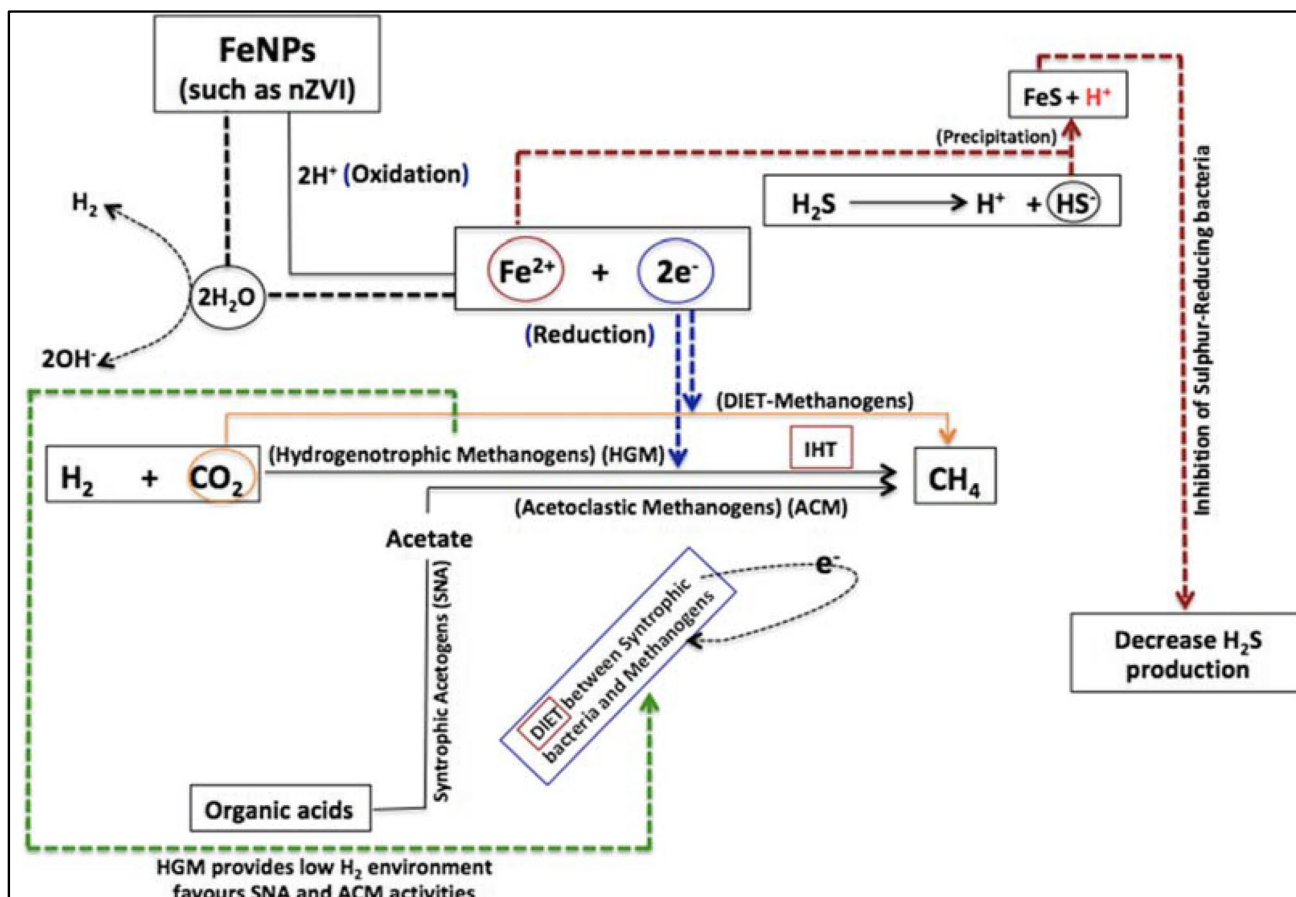 FeNPs
(such as nZVI)
FeS + H⁺
(Precipitation)
2H⁺ (Oxidation)
H₂S H⁺ + HS⁻
H₂
Fe²⁺ + 2e⁻
2H₂O
(Reduction)
2OH⁻
Inhibition of Sulphur-Reducing bacteria
(DIET-Methanogens)
(Hydrogenotrophic Methanogens) (HGM)
IHT
H₂ + CO₂
CH₄
(Acetoclastic Methanogens) (ACM)
Acetate
e⁻
Syntrophic Acetogens (SNA)
DIET between Syntrophic
bacteria and Methanogens
Decrease H₂S
production
Organic acids
HGM provides low H₂ environment
favours SNA and ACM activities